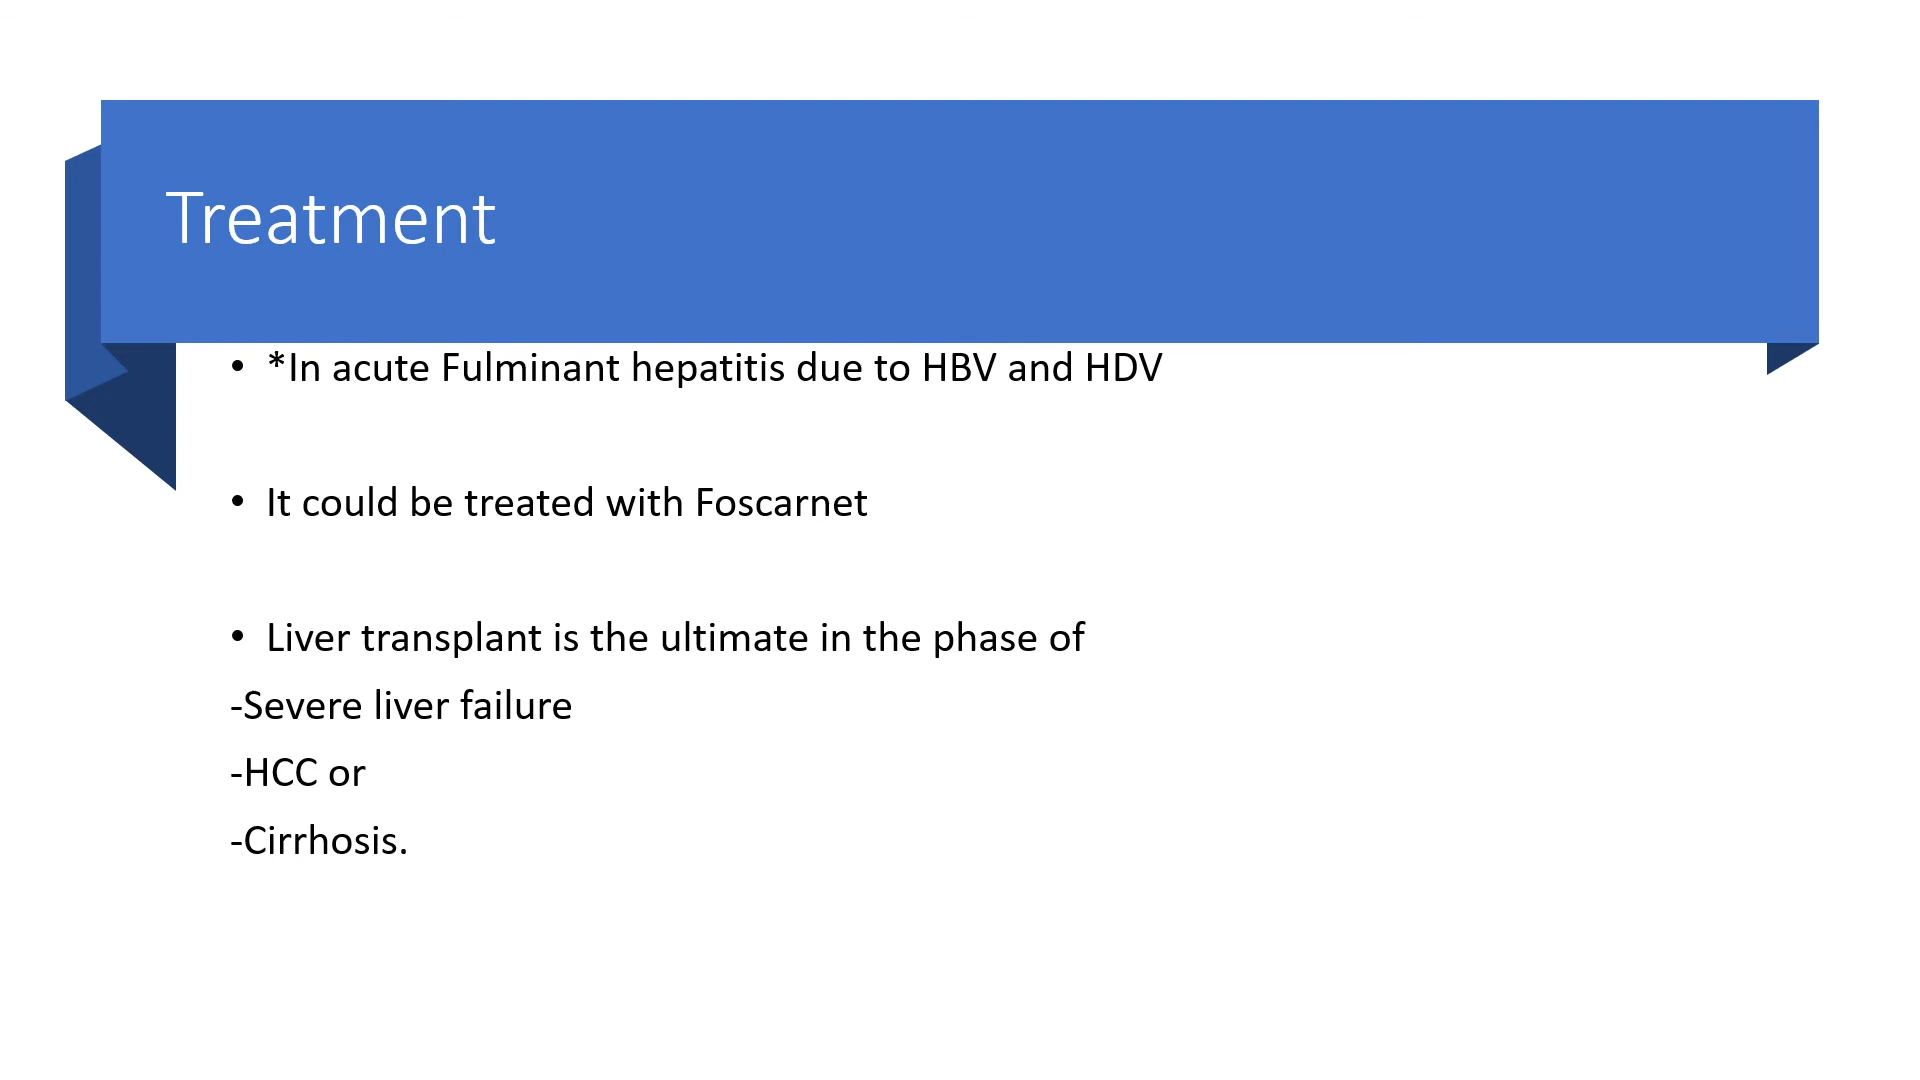 Treatment
• *In acute Fulminant hepatitis due to HBV and HDV
• It could be treated with Foscarnet
• Liver transplant is the ultimate in the phase of
-Severe liver failure
-HCC or
-Cirrhosis.